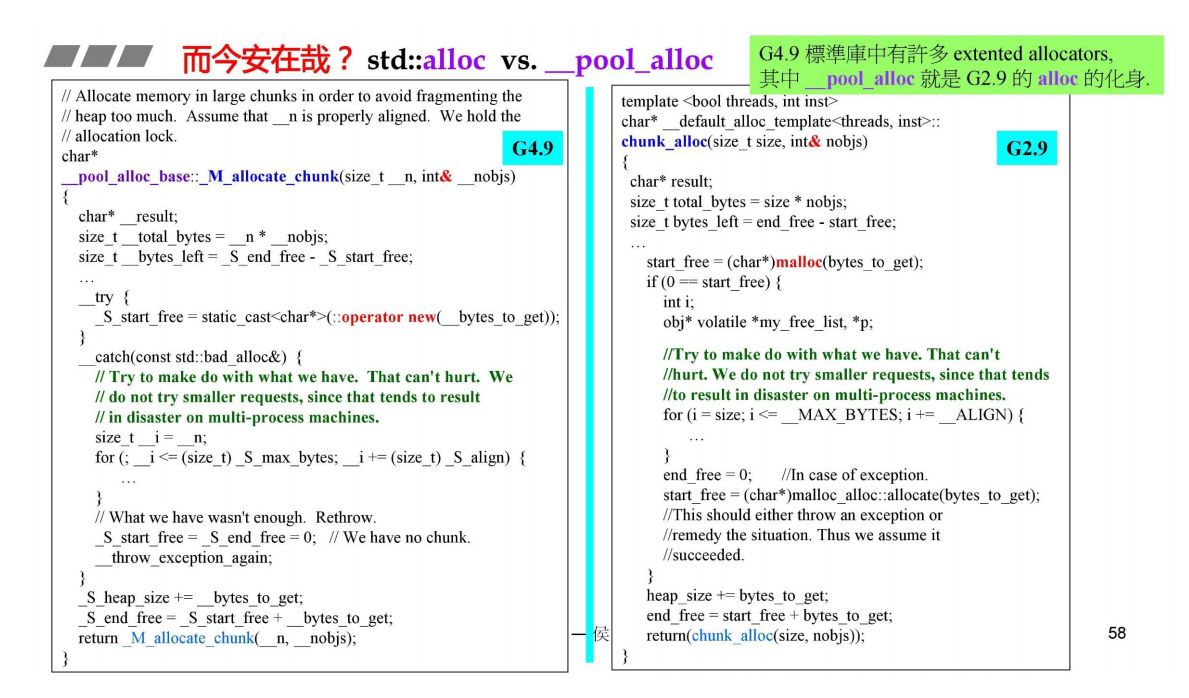 而今安在哉？ std::alloc vs. __pool_alloc
G4.9 標準庫中有許多 extented allocators,
其中 __pool_alloc 就是 G2.9 的 alloc 的化身.
// Allocate memory in large chunks in order to avoid fragmenting the
// heap too much. Assume that __n is properly aligned. We hold the
// allocation lock.
G4.9
char*
__pool_alloc_base::_M_allocate_chunk(size_t __n, int& __nobjs)
{
char* __result;
size_t __total_bytes = __n * __nobjs;
size_t __bytes_left = _S_end_free - _S_start_free;
…
__try {
_S_start_free = static_cast<char*>(::operator new(__bytes_to_get));
}
__catch(const std::bad_alloc&) {
// Try to make do with what we have. That can't hurt. We
// do not try smaller requests, since that tends to result
// in disaster on multi-process machines.
size_t __i = __n;
for (; __i <= (size_t) _S_max_bytes; __i += (size_t) _S_align) {
…
}
// What we have wasn't enough. Rethrow.
_S_start_free = _S_end_free = 0; // We have no chunk.
__throw_exception_again;
}
_S_heap_size += __bytes_to_get;
_S_end_free = _S_start_free + __bytes_to_get;
return _M_allocate_chunk(__n, __nobjs);
}
template <bool threads, int inst>
char* __default_alloc_template<threads, inst>::
chunk_alloc(size_t size, int& nobjs)
G2.9
{
char* result;
size_t total_bytes = size * nobjs;
size_t bytes_left = end_free - start_free;
…
start_free = (char*)malloc(bytes_to_get);
if (0 == start_free) {
int i;
obj* volatile *my_free_list, *p;
//Try to make do with what we have. That can't
//hurt. We do not try smaller requests, since that tends
//to result in disaster on multi-process machines.
for (i = size; i <= __MAX_BYTES; i += __ALIGN) {
…
}
end_free = 0; //In case of exception.
start_free = (char*)malloc_alloc::allocate(bytes_to_get);
//This should either throw an exception or
//remedy the situation. Thus we assume it
//succeeded.
}
heap_size += bytes_to_get;
end_free = start_free + bytes_to_get;
return(chunk_alloc(size, nobjs));
}
侯
58